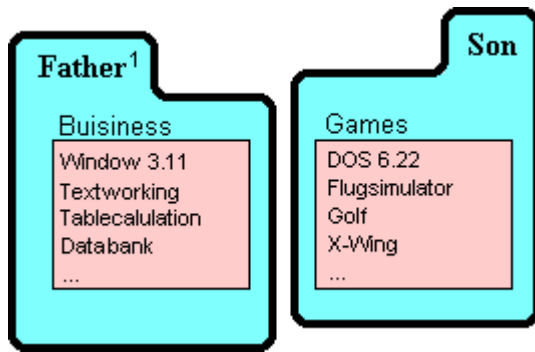 Father¹
Buisiness
Window 3.11
Textworking
Tablecalulation
Databank
...
Son
Games
DOS 6.22
Flugsimulator
Golf
X-Wing
...